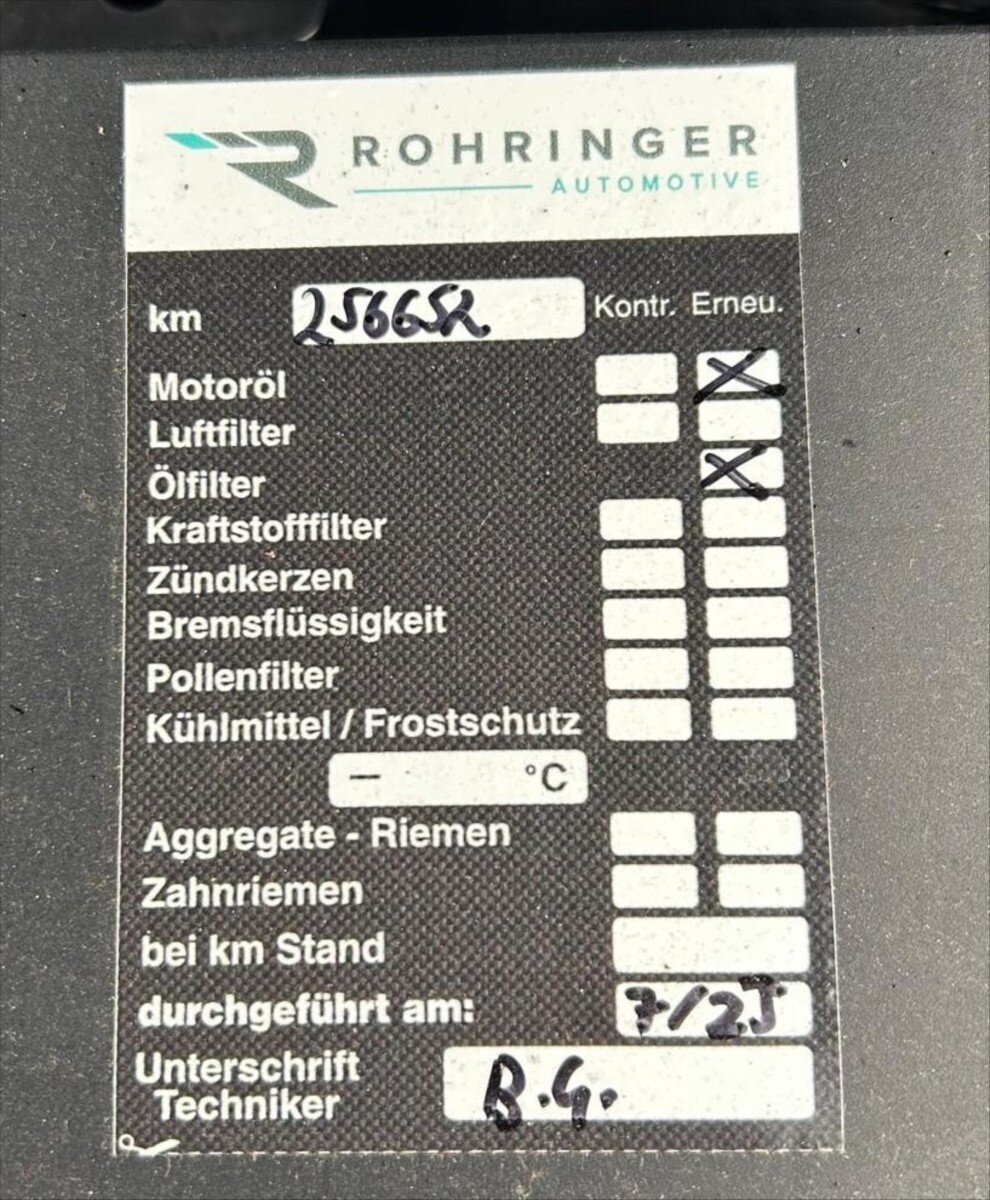 ROHRINGER
AUTOMOTIVE
km 256652 Kontr. Erneu.
Motoröl
Luftfilter
Ölfilter
Kraftstofffilter
Zündkerzen
Bremsflüssigkeit
Pollenfilter
Kühlmittel / Frostschutz
– °C
Aggregate - Riemen
Zahnriemen
bei km Stand
durchgeführt am: 7/25
Unterschrift
Techniker B.G.